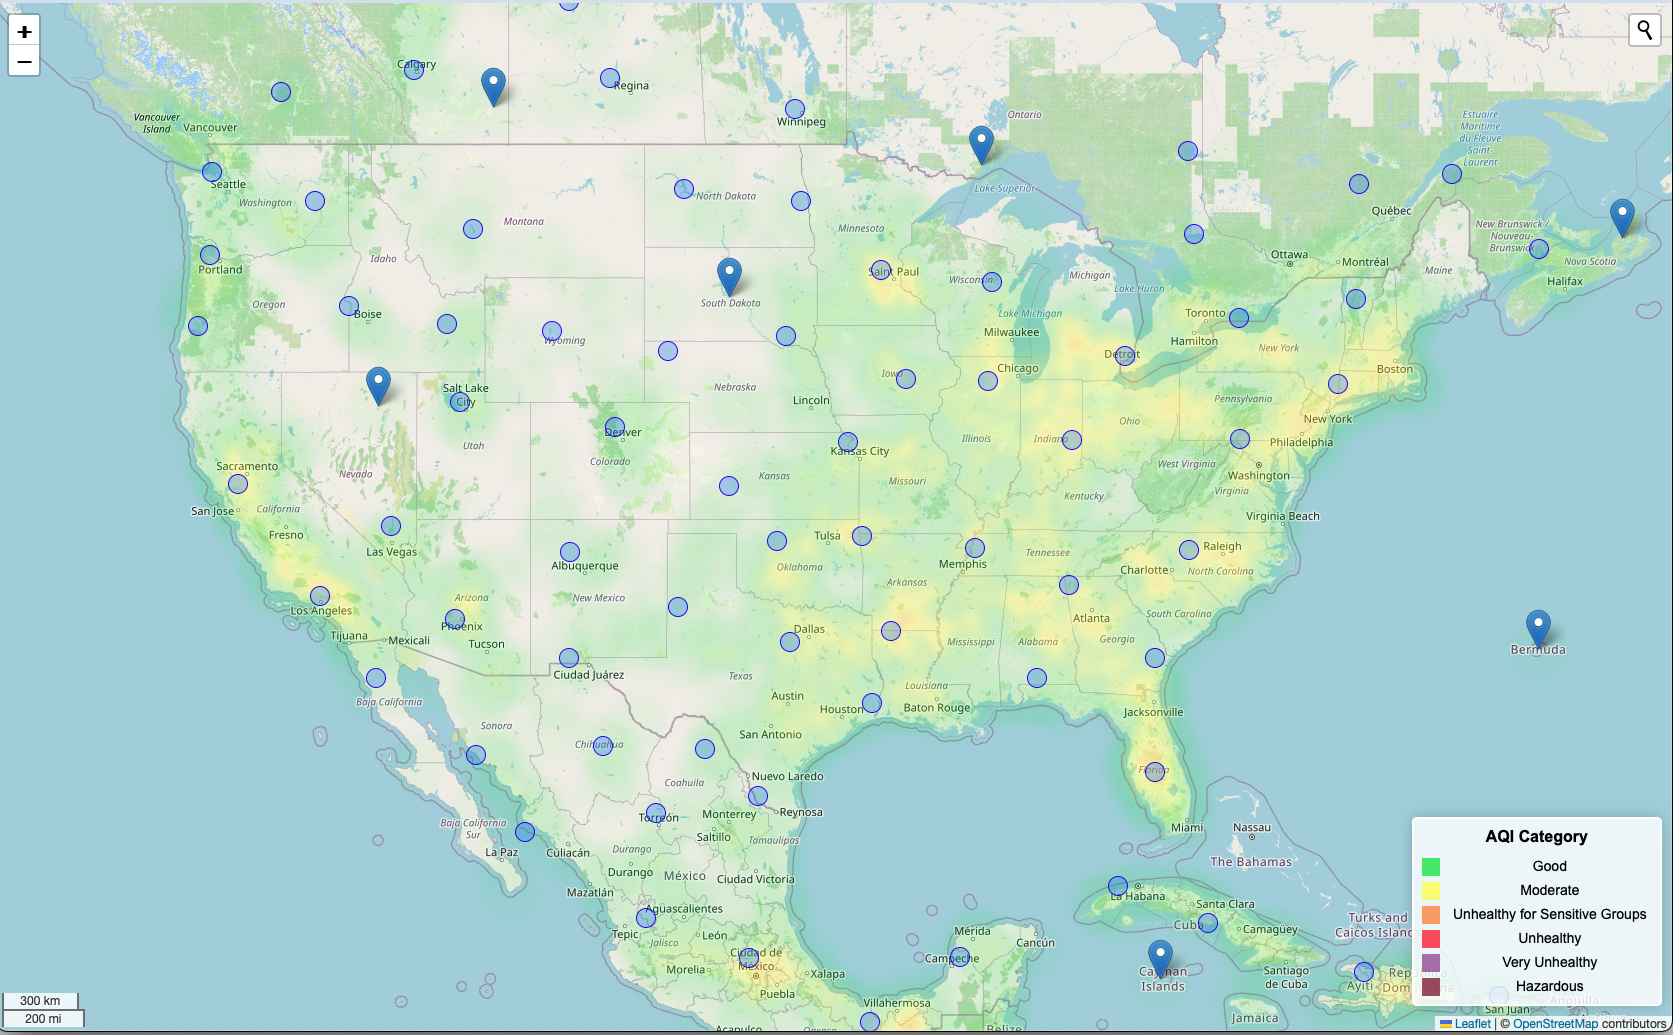 +
−
Calgary
Regina
Winnipeg
Ontario
Estuaire
Maritime
du Fleuve
Saint-
Laurent
Vancouver
Island
Vancouver
Seattle
Washington
Montana
North Dakota
Lake Superior
Minnesota
Québec
New Brunswick /
Nouveau-
Brunswick
Nova Scotia
Halifax
Portland
Idaho
Oregon
Boise
Wyoming
South Dakota
Saint Paul
Wisconsin
Michigan
Lake Huron
Ottawa
Montréal
Maine
Lake Michigan
Milwaukee
Toronto
Hamilton
New York
Detroit
Chicago
Boston
Salt Lake
City
Nebraska
Iowa
Lincoln
Pennsylvania
New York
Denver
Utah
Colorado
Kansas City
Illinois
Indiana
Ohio
Philadelphia
Sacramento
Nevada
Kansas
Missouri
West Virginia
Washington
Kentucky
Virginia
San Jose
California
Virginia Beach
Fresno
Las Vegas
Albuquerque
Tulsa
Memphis
Tennessee
Raleigh
Charlotte
North Carolina
Oklahoma
Arkansas
Los Angeles
Arizona
Phoenix
New Mexico
South Carolina
Atlanta
Georgia
Tijuana
Mexicali
Tucson
Dallas
Mississippi
Alabama
Bermuda
Ciudad Juárez
Texas
Louisiana
Baja California
Austin
Houston
Baton Rouge
Jacksonville
Sonora
San Antonio
Chihuahua
Coahuila
Nuevo Laredo
Florida
Torreón
Monterrey
Reynosa
Baja California
Sur
Saltillo
Tamaulipas
Miami
Nassau
La Paz
Culiacán
Durango
The Bahamas
Durango
México
Ciudad Victoria
Mazatlán
La Habana
Santa Clara
Aguascalientes
Cuba
Camagüey
Turks and
Caicos Islands
Tepic
Jalisco
León
Mérida
Cancún
Campeche
Ciudad de
México
Morelia
Xalapa
Puebla
Cayman
Islands
Santiago
de Cuba
Ayiti
Villahermosa
Acapulco
Oaxaca
Belize
Jamaica
San Juan
Anguilla
AQI Category
Good
Moderate
Unhealthy for Sensitive Groups
Unhealthy
Very Unhealthy
Hazardous
300 km
200 mi
Leaflet | © OpenStreetMap contributors